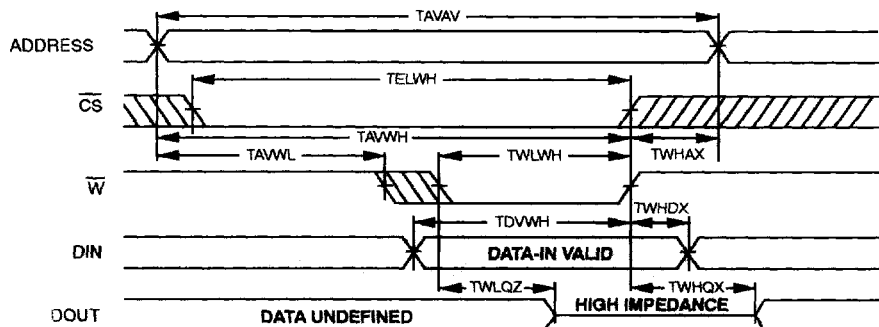 TAVAV
ADDRESS
TELWH
CS
TAVWH
TAVWL
TWLWH
TWHAX
W
TDVWH
TWHDX
DIN
DATA-IN VALID
TWLQZ
TWHQX
HIGH IMPEDANCE
DOUT
DATA UNDEFINED